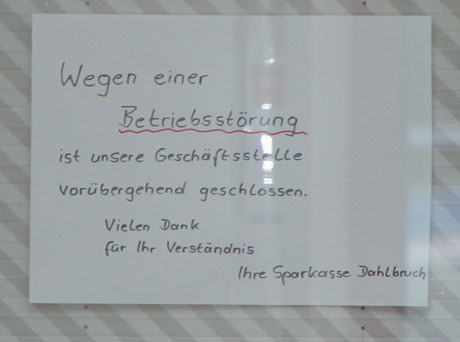 Wegen einer
Betriebsstörung
ist unsere Geschäftsstelle
vorübergehend geschlossen.
Vielen Dank
für Ihr Verständnis
Ihre Sparkasse Dahlbruch